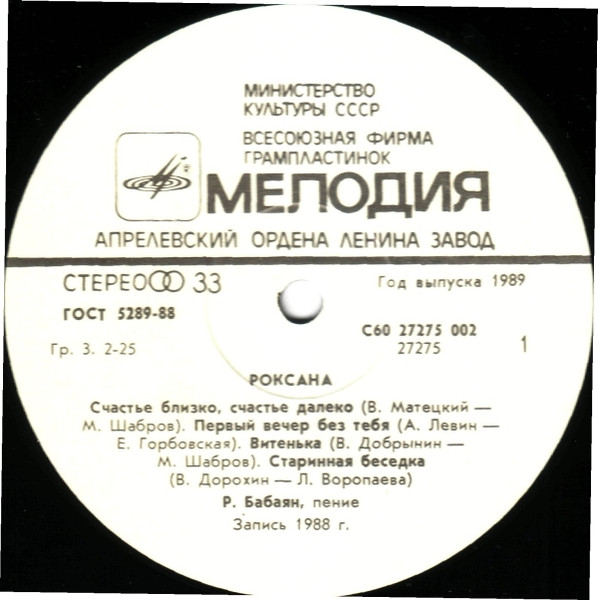 МИНИСТЕРСТВО
КУЛЬТУРЫ СССР
ВСЕСОЮЗНАЯ ФИРМА
ГРАМПЛАСТИНОК
МЕЛОДИЯ
АПРЕЛЕВСКИЙ ОРДЕНА ЛЕНИНА ЗАВОД
СТЕРЕО 33
Год выпуска 1989
ГОСТ 5289-88
С60 27275 002
Гр. 3. 2-25
27275
1
РОКСАНА
Счастье близко, счастье далеко (В. Матецкий —
М. Шабров). Первый вечер без тебя (А. Левин —
Е. Горбовская). Витенька (В. Добрынин —
М. Шабров). Старинная беседка
(В. Дорохин — Л. Воропаева)
Р. Бабаян, пение
Запись 1988 г.